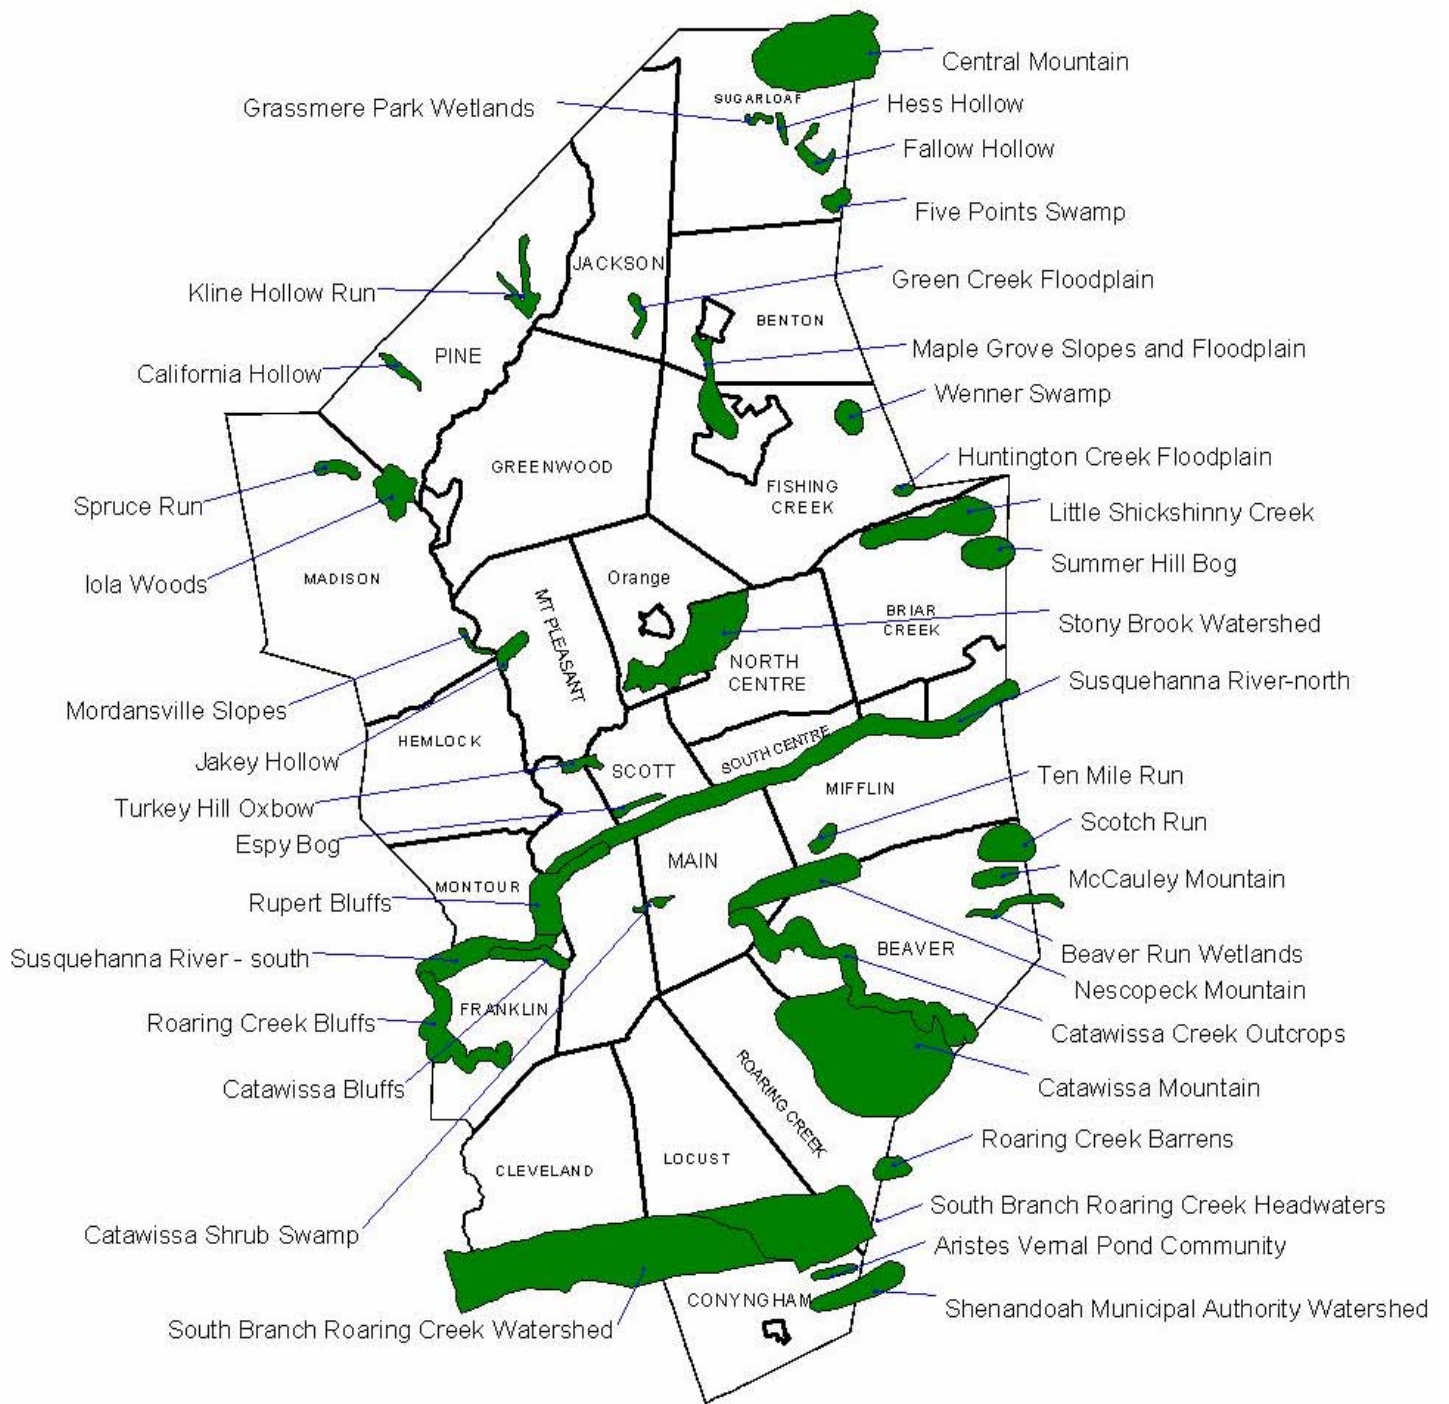 Central Mountain
SUGARLOAF
Grassmere Park Wetlands
Hess Hollow
Fallow Hollow
Five Points Swamp
JACKSON
Green Creek Floodplain
Kline Hollow Run
BENTON
Maple Grove Slopes and Floodplain
PINE
California Hollow
Wenner Swamp
Huntington Creek Floodplain
GREENWOOD
FISHING
CREEK
Spruce Run
Little Shickshinny Creek
Summer Hill Bog
Iola Woods
MADISON
Orange
MT PLEASANT
BRIAR
CREEK
Stony Brook Watershed
NORTH
CENTRE
Susquehanna River-north
Mordansville Slopes
HEMLOCK
SOUTH CENTRE
Jakey Hollow
SCOTT
Ten Mile Run
MIFFLIN
Turkey Hill Oxbow
Scotch Run
Espy Bog
MAIN
McCauley Mountain
MONTOUR
Rupert Bluffs
BEAVER
Beaver Run Wetlands
Susquehanna River - south
Nescopeck Mountain
FRANKLIN
Roaring Creek Bluffs
Catawissa Creek Outcrops
Catawissa Bluffs
Catawissa Mountain
ROARING CREEK
Roaring Creek Barrens
LOCUST
CLEVELAND
South Branch Roaring Creek Headwaters
Catawissa Shrub Swamp
Aristes Vernal Pond Community
CONYNGHAM
Shenandoah Municipal Authority Watershed
South Branch Roaring Creek Watershed